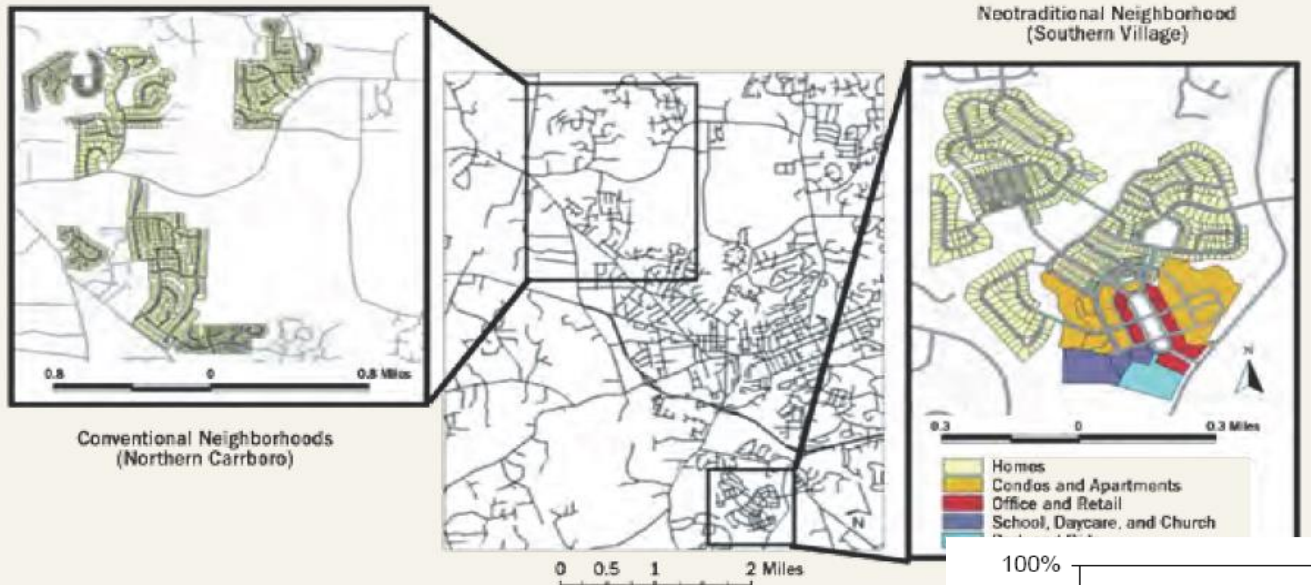 Neotraditional Neighborhood
(Southern Village)
0.8 0 0.8 Miles
Conventional Neighborhoods
(Northern Carrboro)
N
0 0.5 1 2 Miles
N
0.3 0 0.3 Miles
Homes
Condos and Apartments
Office and Retail
School, Daycare, and Church
100%